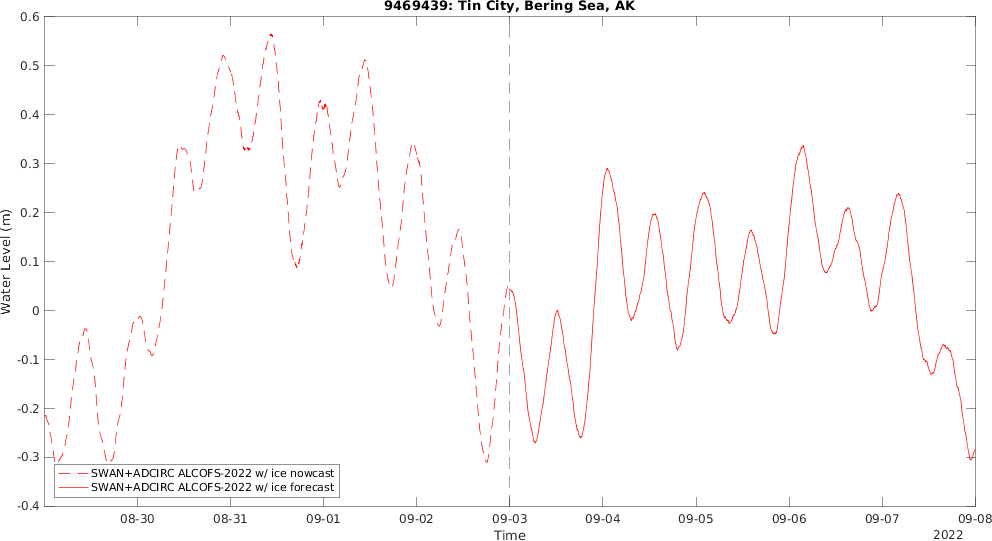 9469439: Tin City, Bering Sea, AK
0.6
0.5
0.4
0.3
0.2
0.1
0
-0.1
-0.2
-0.3
-0.4
Water Level (m)
SWAN+ADCIRC ALCOFS-2022 w/ ice nowcast
SWAN+ADCIRC ALCOFS-2022 w/ ice forecast
08-30 08-31 09-01 09-02 09-03 09-04 09-05 09-06 09-07 09-08
Time
2022